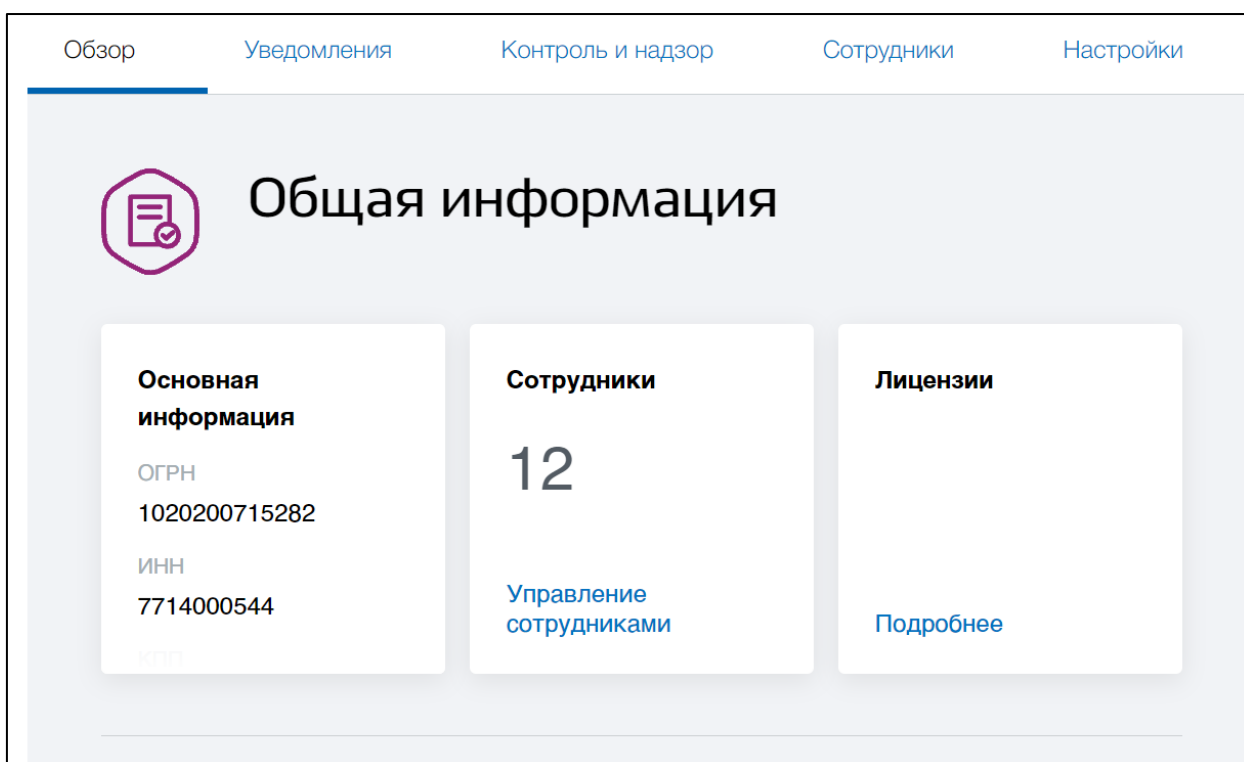 Обзор Уведомления Контроль и надзор Сотрудники Настройки
Общая информация
Основная
информация
ОГРН
1020200715282
ИНН
7714000544
КПП
Сотрудники
12
Управление
сотрудниками
Лицензии
Подробнее